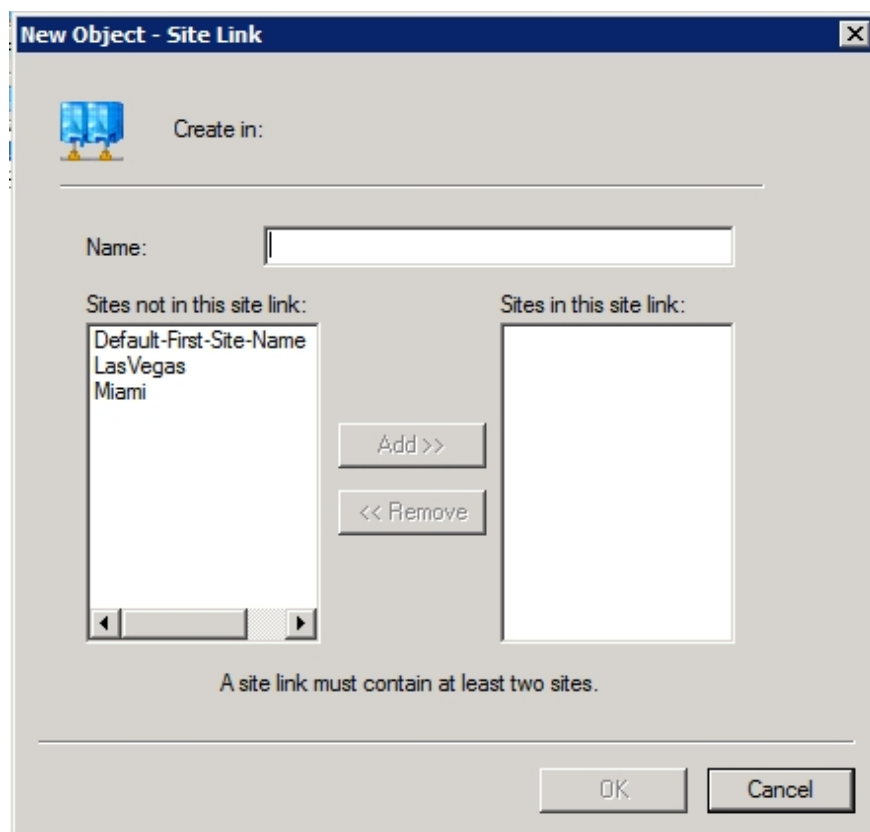 New Object - Site Link
Create in:
Name:
Sites not in this site link:
Sites in this site link:
Default-First-Site-Name
LasVegas
Miami
Add >>
<< Remove
A site link must contain at least two sites.
OK
Cancel